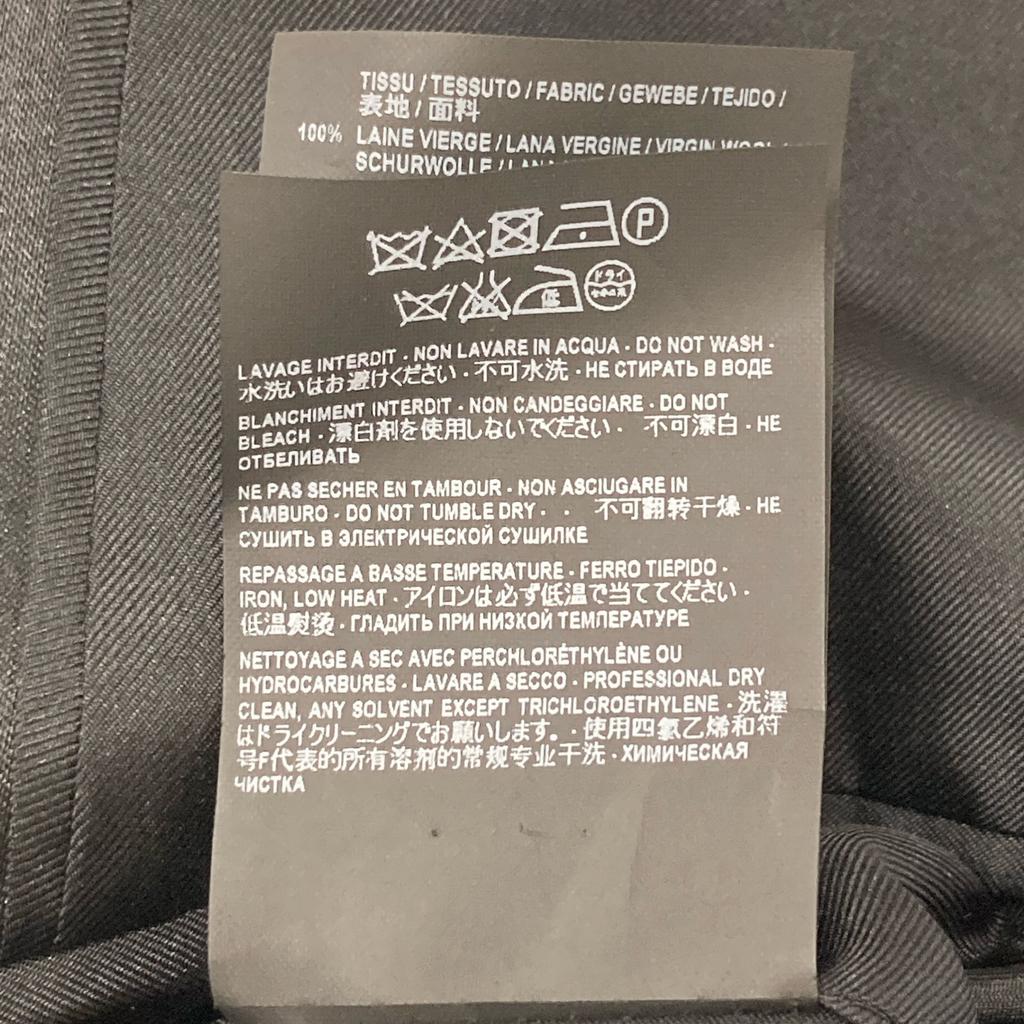 TISSU / TESSUTO / FABRIC / GEWEBE / TEJIDO /
表地 / 面料
100% LAINE VIERGE / LANA VERGINE / VIRGIN WOOL /
SCHURWOLLE / LANA
P
低 ドライ
LAVAGE INTERDIT - NON LAVARE IN ACQUA - DO NOT WASH -
水洗いはお避けください - 不可水洗 - НЕ СТИРАТЬ В ВОДЕ
BLANCHIMENT INTERDIT - NON CANDEGGIARE - DO NOT
BLEACH - 漂白剤を使用しないでください - 不可漂白 - НЕ
ОТБЕЛИВАТЬ
NE PAS SECHER EN TAMBOUR - NON ASCIUGARE IN
TAMBURO - DO NOT TUMBLE DRY - - 不可翻转干燥 - НЕ
СУШИТЬ В ЭЛЕКТРИЧЕСКОЙ СУШИЛКЕ
REPASSAGE A BASSE TEMPERATURE - FERRO TIEPIDO -
IRON, LOW HEAT - アイロンは必ず低温で当ててください -
低温熨烫 - ГЛАДИТЬ ПРИ НИЗКОЙ ТЕМПЕРАТУРЕ
NETTOYAGE A SEC AVEC PERCHLORÉTHYLÈNE OU
HYDROCARBURES - LAVARE A SECCO - PROFESSIONAL DRY
CLEAN, ANY SOLVENT EXCEPT TRICHLOROETHYLENE - 洗濯
はドライクリーニングでお願いします。 - 使用四氯乙烯和符
号F代表的所有溶剂的常规专业干洗 - ХИМИЧЕСКАЯ
ЧИСТКА